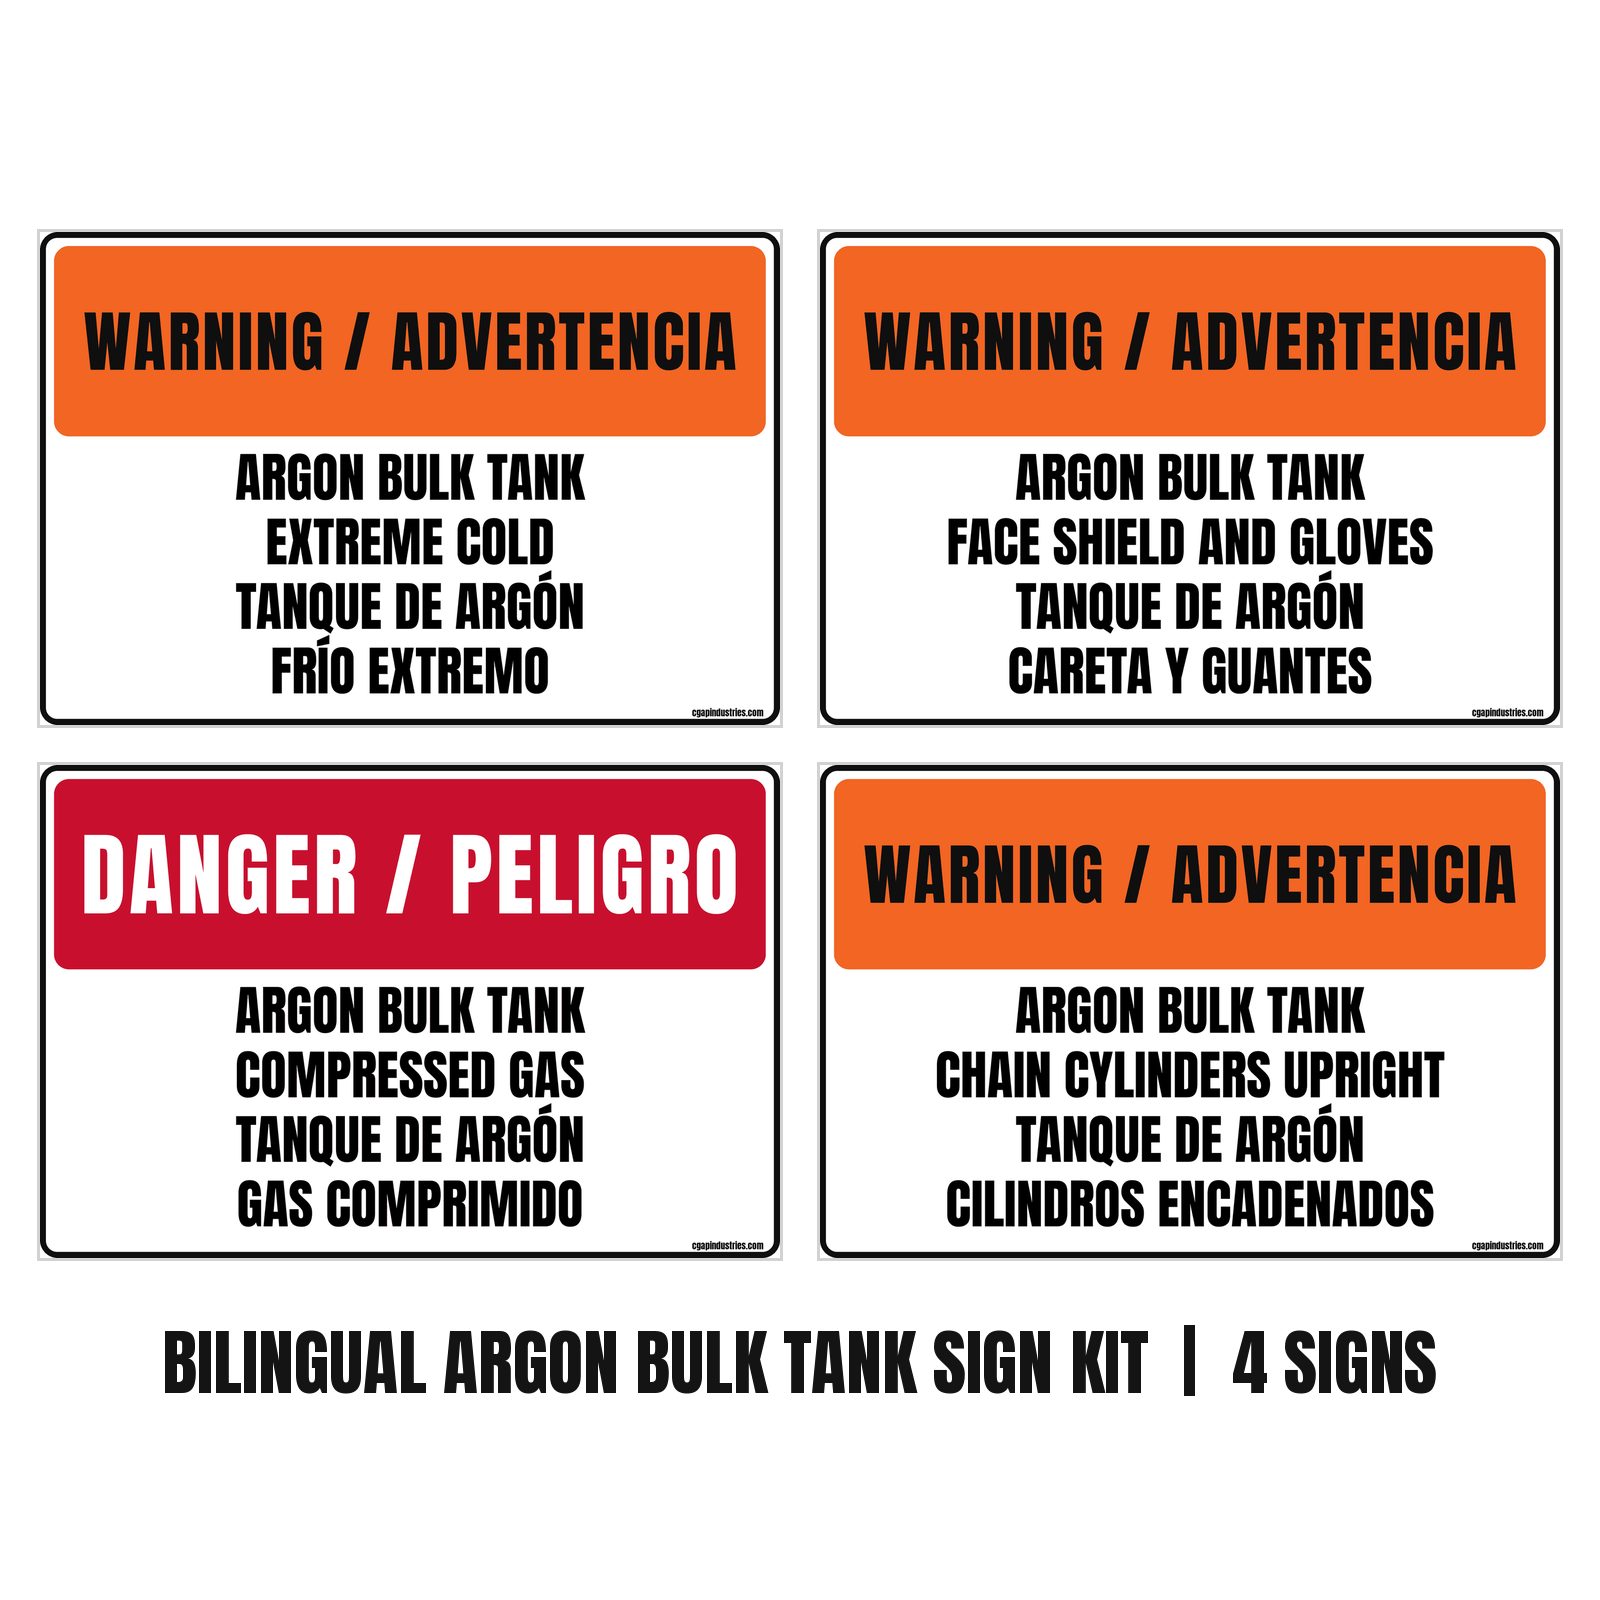 WARNING / ADVERTENCIA
ARGON BULK TANK
EXTREME COLD
TANQUE DE ARGÓN
FRÍO EXTREMO
cgapindustries.com
WARNING / ADVERTENCIA
ARGON BULK TANK
FACE SHIELD AND GLOVES
TANQUE DE ARGÓN
CARETA Y GUANTES
cgapindustries.com
DANGER / PELIGRO
ARGON BULK TANK
COMPRESSED GAS
TANQUE DE ARGÓN
GAS COMPRIMIDO
cgapindustries.com
WARNING / ADVERTENCIA
ARGON BULK TANK
CHAIN CYLINDERS UPRIGHT
TANQUE DE ARGÓN
CILINDROS ENCADENADOS
cgapindustries.com
BILINGUAL ARGON BULK TANK SIGN KIT | 4 SIGNS